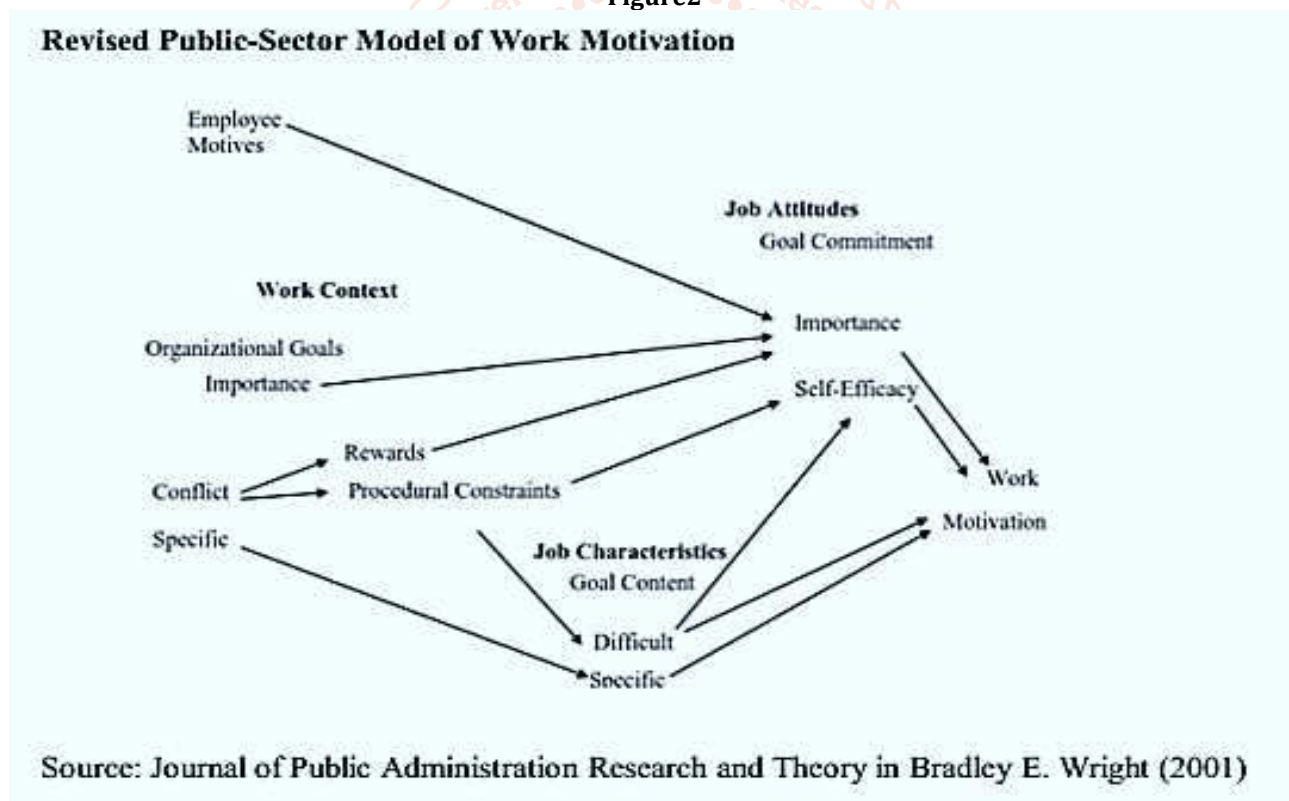 Figure2
Revised Public-Sector Model of Work Motivation
Employee
Motives
Job Attitudes
Goal Commitment
Work Context
Importance
Organizational Goals
Importance
Self-Efficacy
Rewards
Conflict
Procedural Constraints
Work
Motivation
Specific
Job Characteristics
Goal Content
Difficult
Specific
Source: Journal of Public Administration Research and Theory in Bradley E. Wright (2001)